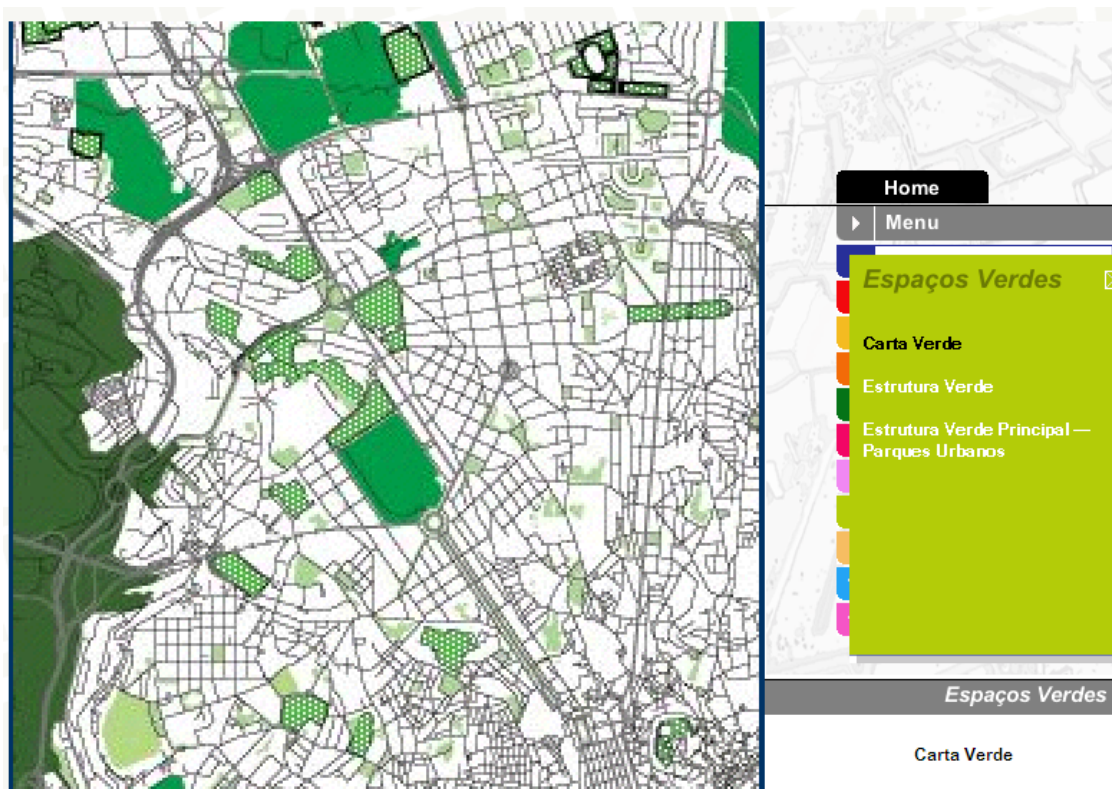 Home
Menu
Espaços Verdes
Carta Verde
Estrutura Verde
Estrutura Verde Principal —
Parques Urbanos
Espaços Verdes
Carta Verde